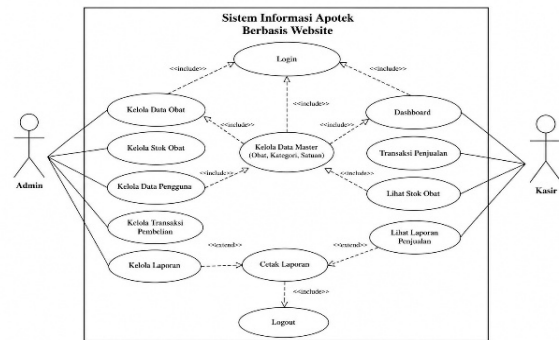 Sistem Informasi Apotek
Berbasis Website
Login
<<include>>
<<include>>
<<include>>
Kelola Data Obat
Dashboard
<<include>>
<<include>>
Kelola Stok Obat
Kelola Data Master
(Obat, Kategori, Satuan)
Transaksi Penjualan
Admin
Kasir
Kelola Data Pengguna
<<include>>
<<include>>
Lihat Stok Obat
Kelola Transaksi
Pembelian
Lihat Laporan
Penjualan
<<extend>>
<<extend>>
Kelola Laporan
Cetak Laporan
<<include>>
Logout